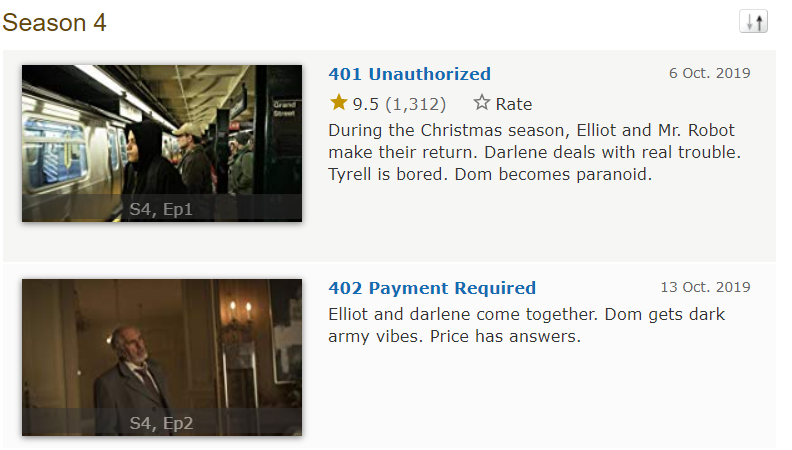 Season 4
401 Unauthorized
6 Oct. 2019
9.5 (1,312) Rate
During the Christmas season, Elliot and Mr. Robot
make their return. Darlene deals with real trouble.
Tyrell is bored. Dom becomes paranoid.
Grand
Street
S4, Ep1
402 Payment Required
13 Oct. 2019
Elliot and darlene come together. Dom gets dark
army vibes. Price has answers.
S4, Ep2